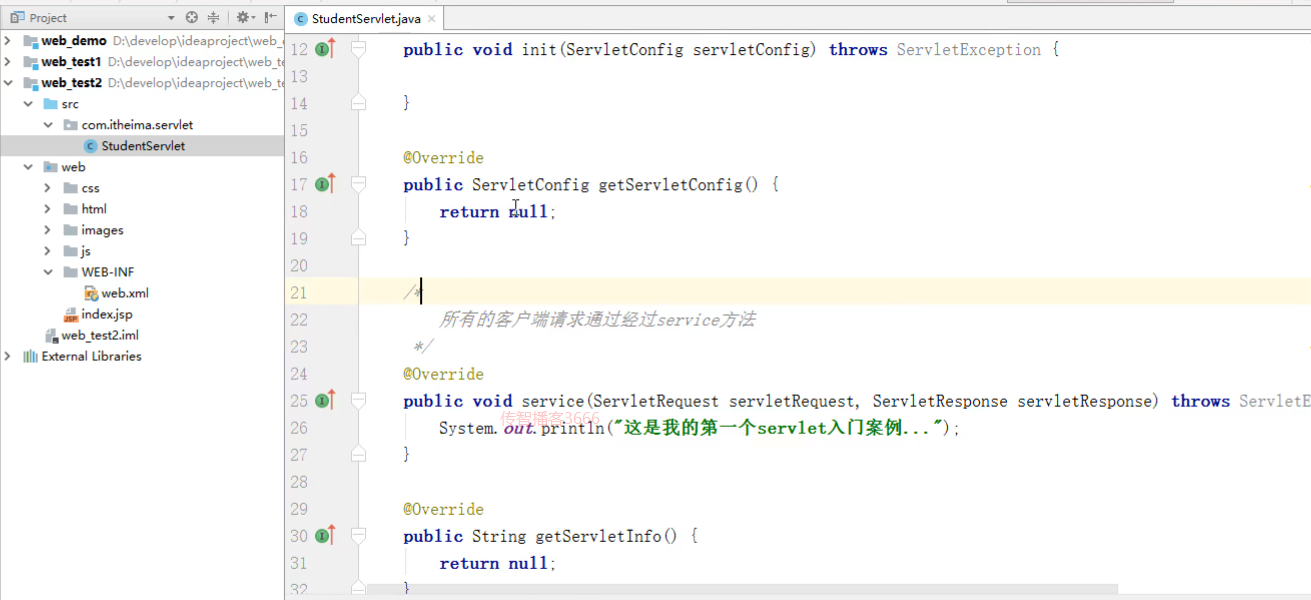 Project
StudentServlet.java
web_demo D:\develop\ideaproject\web_
web_test1 D:\develop\ideaproject\web_te
web_test2 D:\develop\ideaproject\web_te
src
com.itheima.servlet
StudentServlet
web
css
html
images
js
WEB-INF
web.xml
index.jsp
web_test2.iml
External Libraries
12 public void init(ServletConfig servletConfig) throws ServletException {
13
14 }
15
16 @Override
17 public ServletConfig getServletConfig() {
18 return null;
19 }
20
21 /*
22 所有的客户端请求通过经过service方法
23 */
24 @Override
25 public void service(ServletRequest servletRequest, ServletResponse servletResponse) throws ServletE
传智播客3666
26 System.out.println("这是我的第一个servlet入门案例...");
27 }
28
29 @Override
30 public String getServletInfo() {
31 return null;
32 }